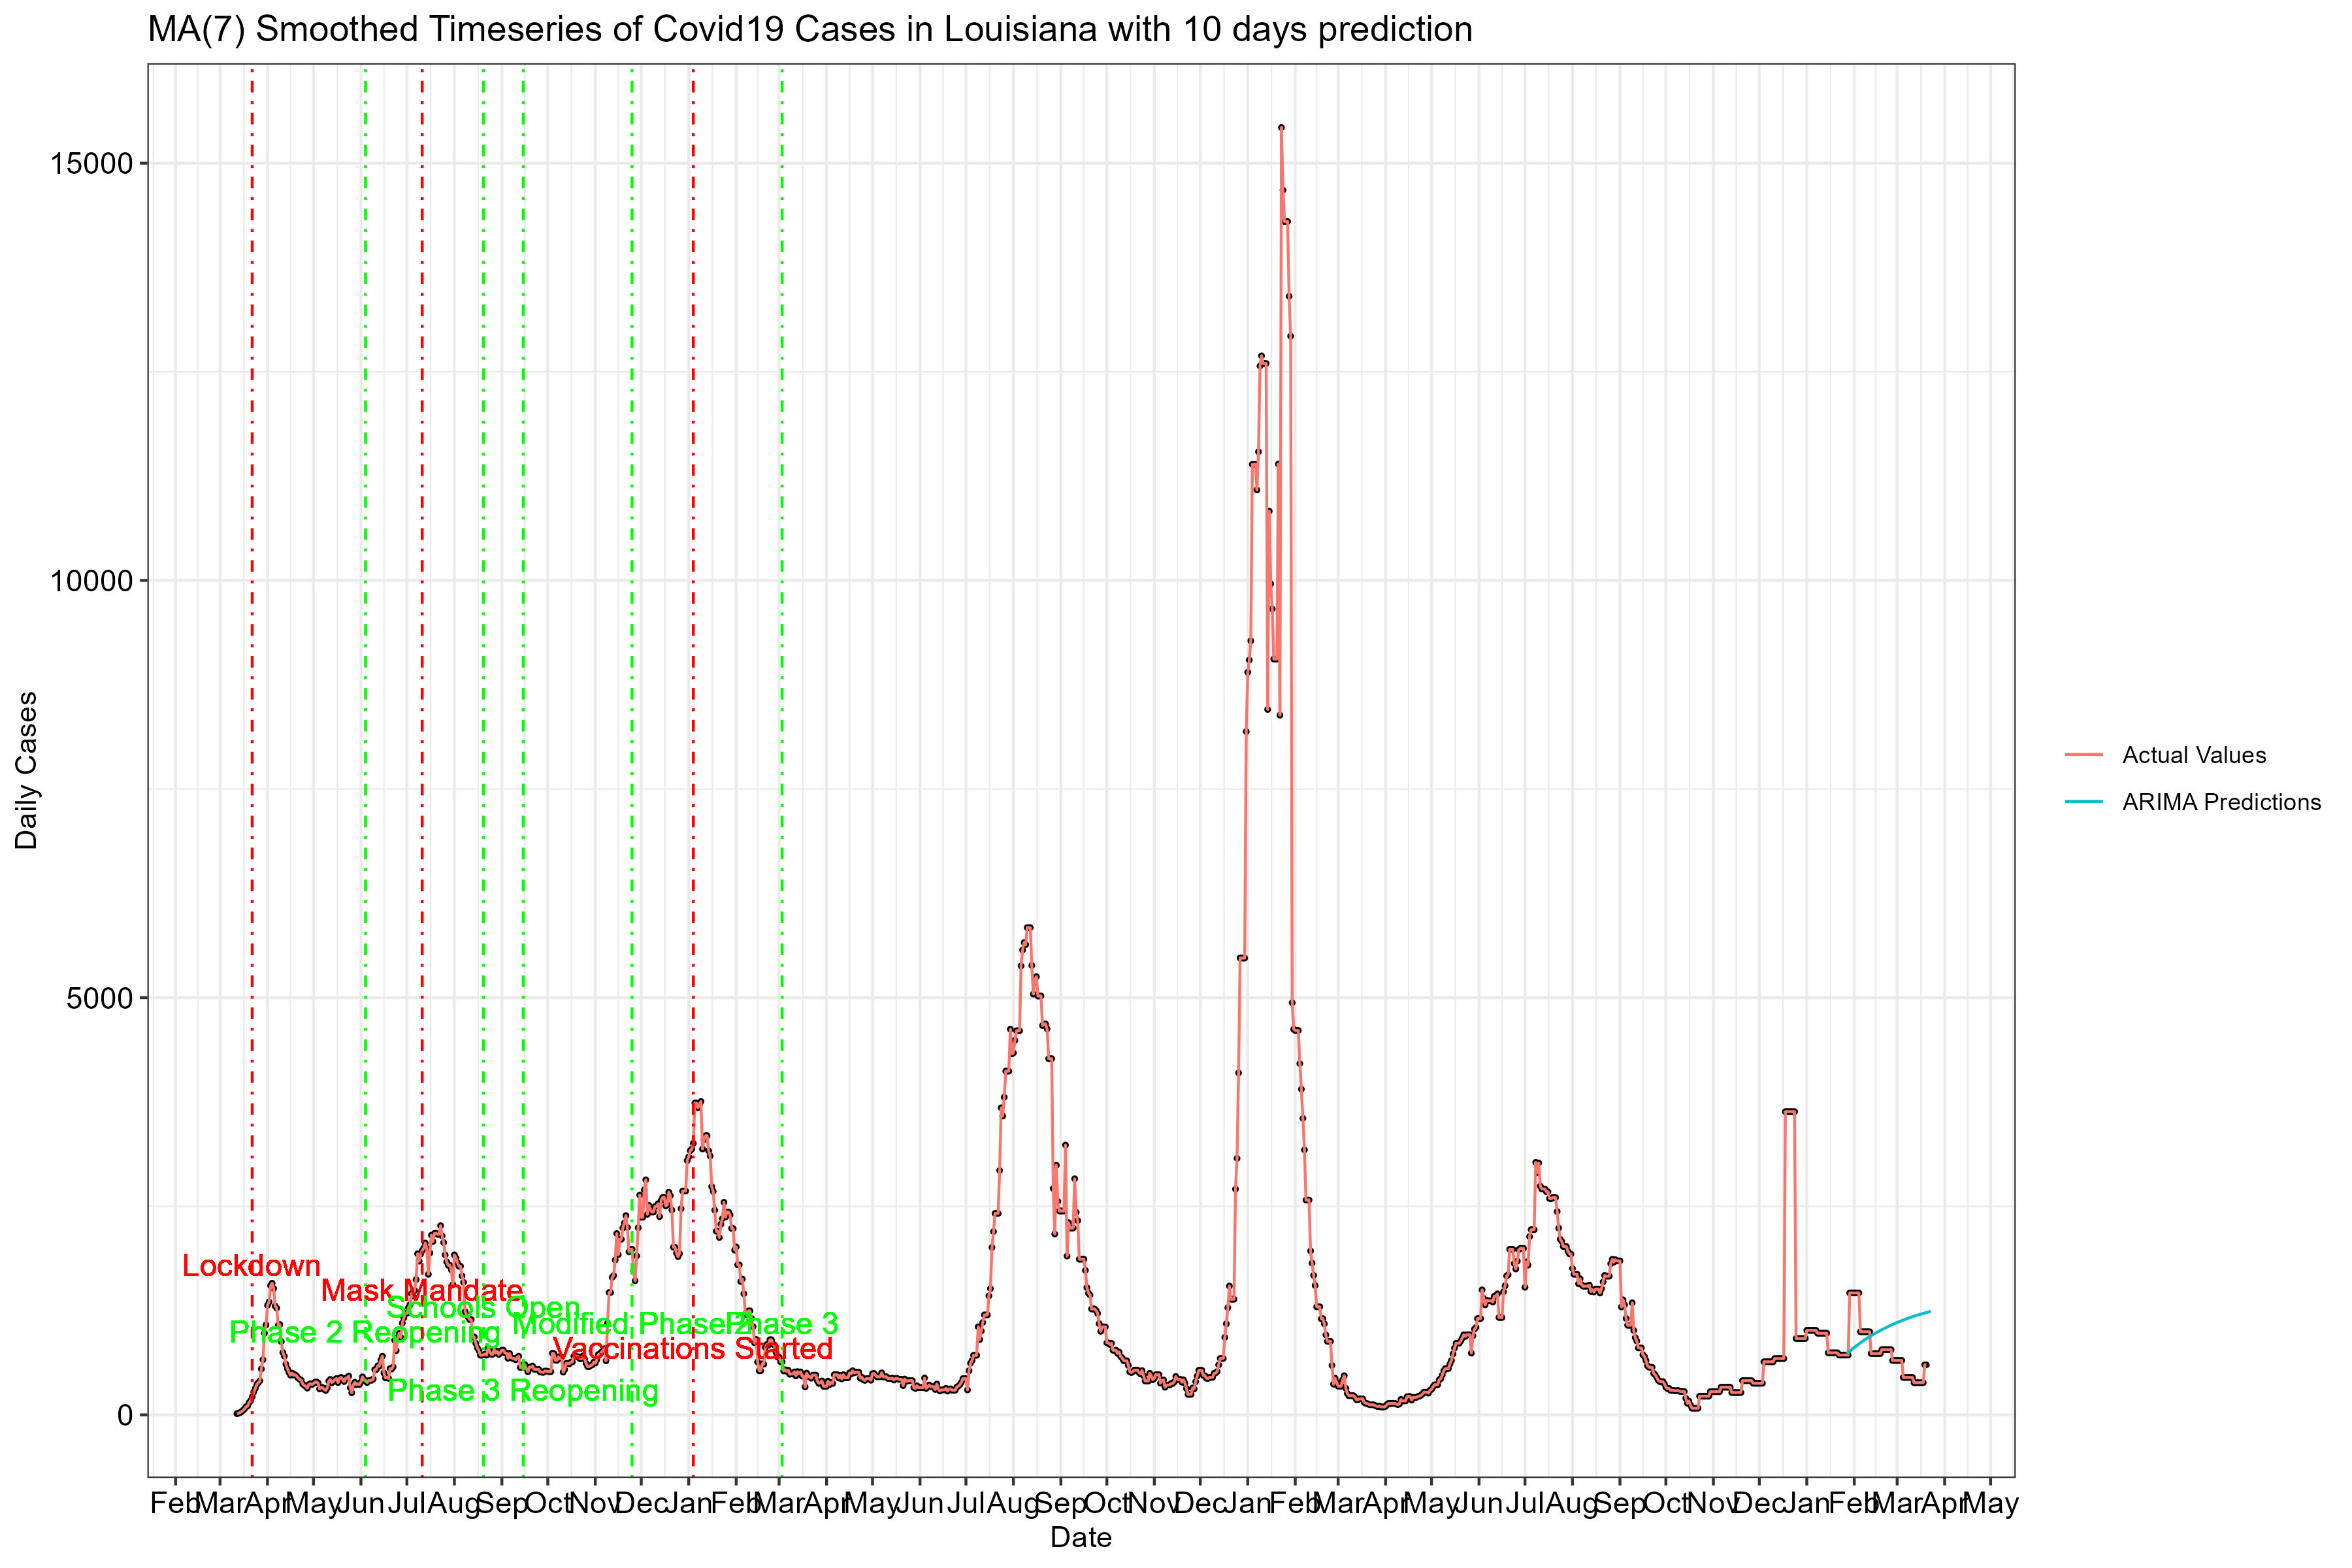 MA(7) Smoothed Timeseries of Covid19 Cases in Louisiana with 10 days prediction
15000
10000
5000
0
Daily Cases
Lockdown
Mask Mandate
Schools Open
Phase 2 Reopening
Modified Phase 2
Phase 3
Vaccinations Started
Phase 3 Reopening
Actual Values
ARIMA Predictions
Feb Mar Apr May Jun Jul Aug Sep Oct Nov Dec Jan Feb Mar Apr May Jun Jul Aug Sep Oct Nov Dec Jan Feb Mar Apr May Jun Jul Aug Sep Oct Nov Dec Jan Feb Mar Apr May
Date